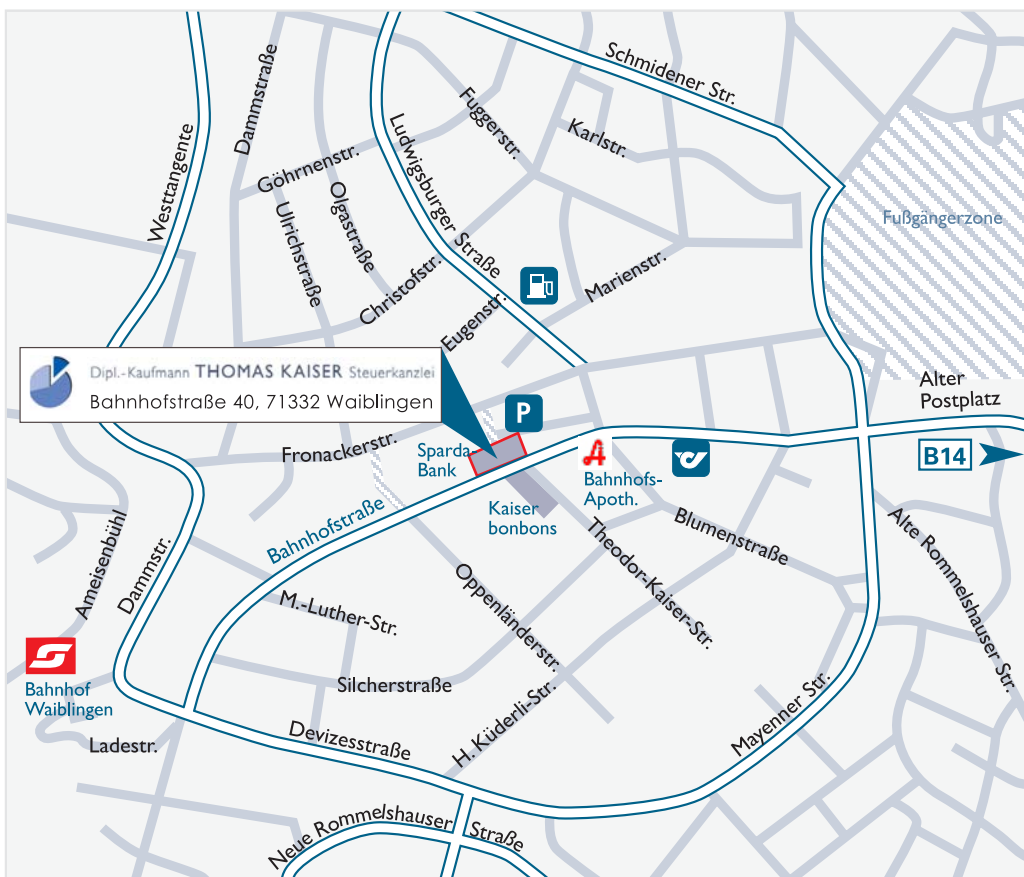 Schmidener Str.
Dammstraße
Fuggerstr.
Karlstr.
Ludwigsburger Straße
Westtangente
Göhrnenstr.
Olgastraße
Ulrichstraße
Fußgängerzone
Christofstr.
Marienstr.
Eugenstr.
Dipl.-Kaufmann THOMAS KAISER Steuerkanzlei
Bahnhofstraße 40, 71332 Waiblingen
Alter
Postplatz
P
B14
Fronackerstr.
Sparda-
Bank
A
Bahnhofs-
Apoth.
Kaiser
bonbons
Bahnhofstraße
Ameisenbühl
Dammstr.
Theodor-Kaiser-Str.
Blumenstraße
Alte Rommelshauser Str.
Oppenländerstr.
M.-Luther-Str.
S
Bahnhof
Waiblingen
Silcherstraße
Ladestr.
Devizesstraße
H. Küderli-Str.
Mayenner Str.
Neue Rommelshauser Straße